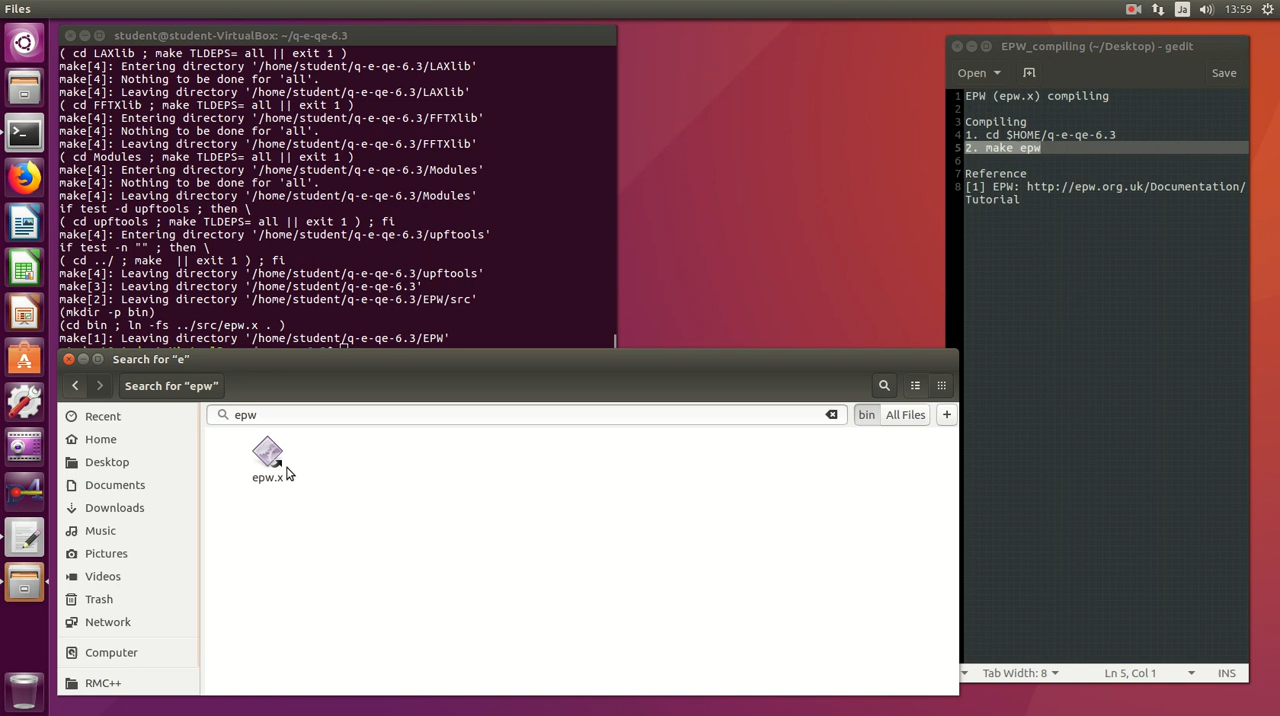 Files
Ja
13:59
student@student-VirtualBox: ~/q-e-qe-6.3
( cd LAXlib ; make TLDEPS= all || exit 1 )
make[4]: Entering directory '/home/student/q-e-qe-6.3/LAXlib'
make[4]: Nothing to be done for 'all'.
make[4]: Leaving directory '/home/student/q-e-qe-6.3/LAXlib'
( cd FFTXlib ; make TLDEPS= all || exit 1 )
make[4]: Entering directory '/home/student/q-e-qe-6.3/FFTXlib'
make[4]: Nothing to be done for 'all'.
make[4]: Leaving directory '/home/student/q-e-qe-6.3/FFTXlib'
( cd Modules ; make TLDEPS= all || exit 1 )
make[4]: Entering directory '/home/student/q-e-qe-6.3/Modules'
make[4]: Nothing to be done for 'all'.
make[4]: Leaving directory '/home/student/q-e-qe-6.3/Modules'
if test -d upftools ; then \
( cd upftools ; make TLDEPS= all || exit 1 ) ; fi
make[4]: Entering directory '/home/student/q-e-qe-6.3/upftools'
if test -n "" ; then \
( cd ../ ; make  || exit 1 ) ; fi
make[4]: Leaving directory '/home/student/q-e-qe-6.3/upftools'
make[3]: Leaving directory '/home/student/q-e-qe-6.3'
make[2]: Leaving directory '/home/student/q-e-qe-6.3/EPW/src'
(mkdir -p bin)
(cd bin ; ln -fs ../src/epw.x . )
make[1]: Leaving directory '/home/student/q-e-qe-6.3/EPW'
EPW_compiling (~/Desktop) - gedit
Open
Save
1 EPW (epw.x) compiling
2
3 Compiling
4 1. cd $HOME/q-e-qe-6.3
5 2. make epw
6
7 Reference
8 [1] EPW: http://epw.org.uk/Documentation/
Tutorial
Tab Width: 8
Ln 5, Col 1
INS
Search for “e”
Search for “epw”
epw
bin
All Files
+
Recent
Home
Desktop
Documents
Downloads
Music
Pictures
Videos
Trash
Network
Computer
RMC++
epw.x